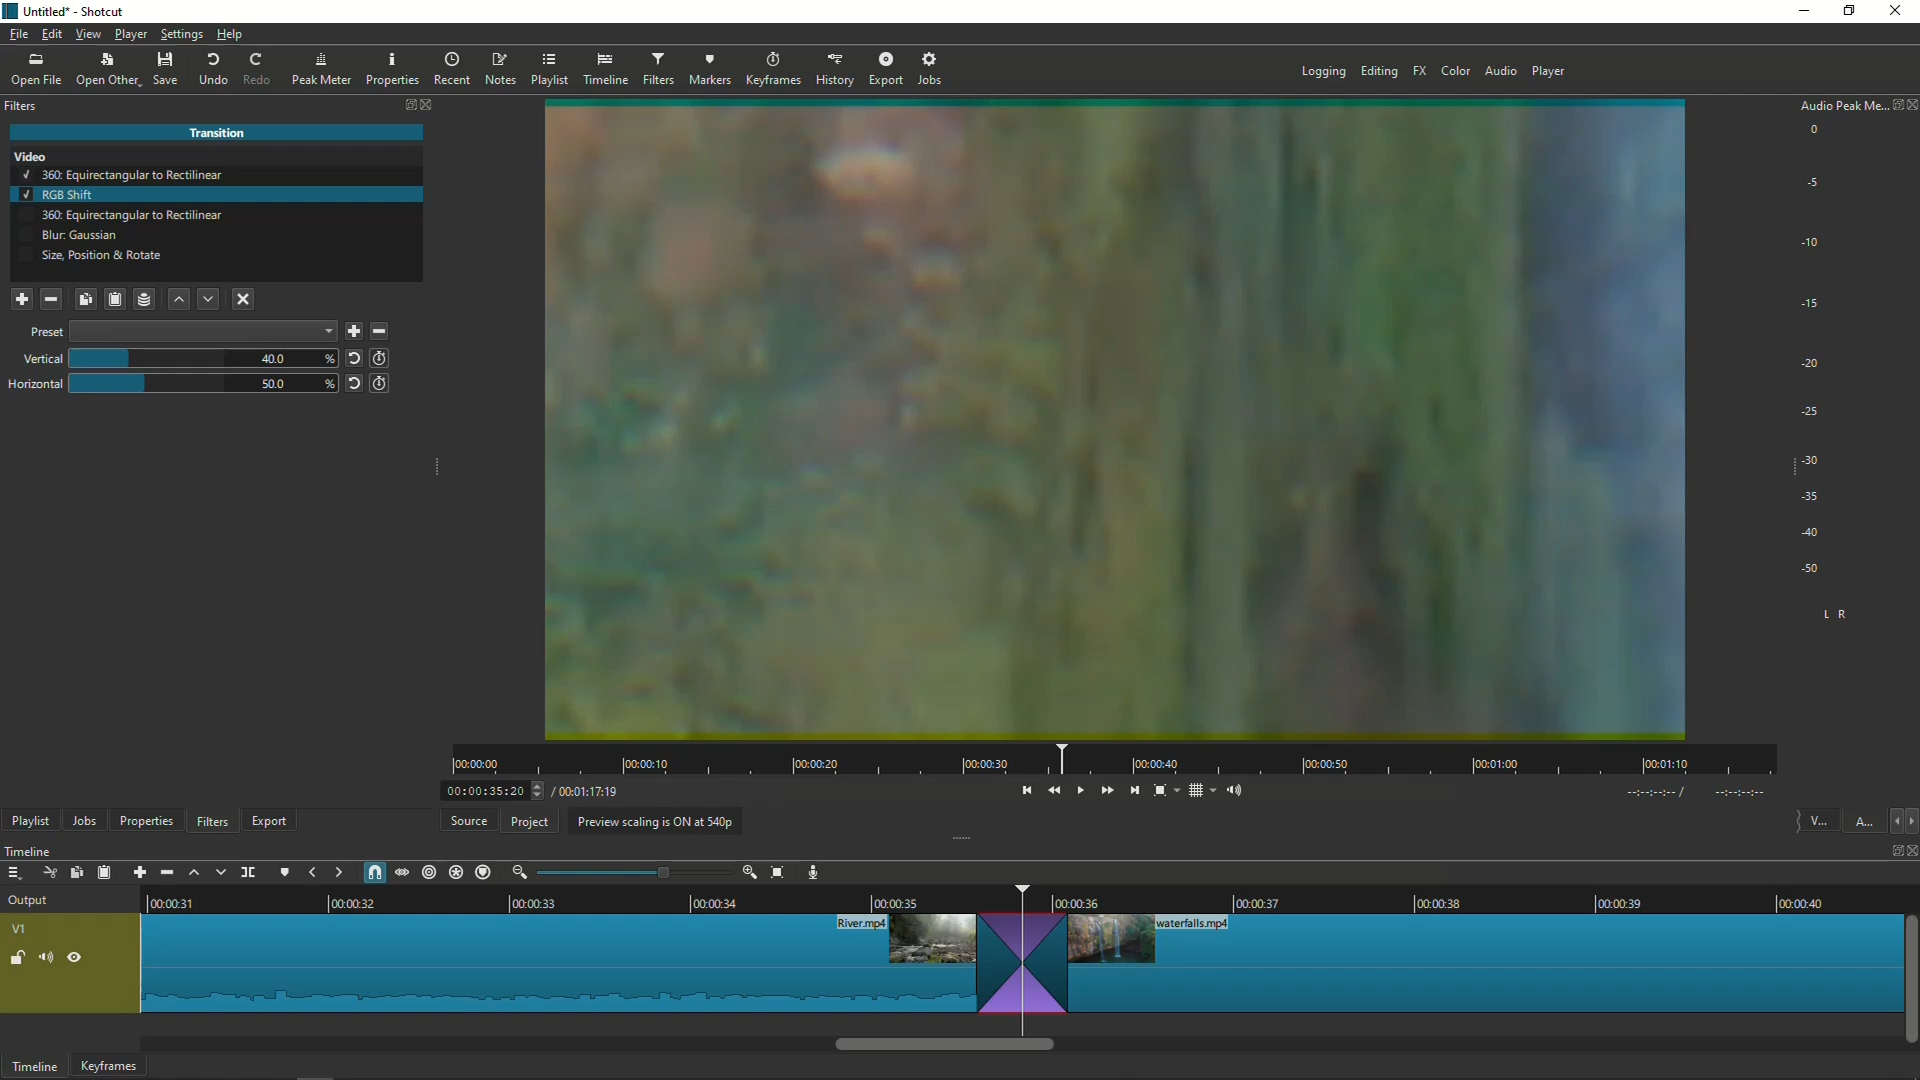 Untitled* - Shotcut
File Edit View Player Settings Help
Open File Open Other... Save Undo Redo Peak Meter Properties Recent Notes Playlist Timeline Filters Markers Keyframes History Export Jobs
Logging Editing FX Color Audio Player
Filters
Audio Peak Me...
Transition
Video
360: Equirectangular to Rectilinear
RGB Shift
360: Equirectangular to Rectilinear
Blur: Gaussian
Size, Position & Rotate
Preset
Vertical 40.0 %
Horizontal 50.0 %
0
-5
-10
-15
-20
-25
-30
-35
-40
-50
L R
00:00:00 00:00:10 00:00:20 00:00:30 00:00:40 00:00:50 00:01:00 00:01:10
00:00:35:20 / 00:01:17:19
--:--:--:-- / --:--:--:--
Playlist Jobs Properties Filters Export
Source Project Preview scaling is ON at 540p
V... A...
Timeline
Output
00:00:31 00:00:32 00:00:33 00:00:34 00:00:35 00:00:36 00:00:37 00:00:38 00:00:39 00:00:40
V1
River.mp4 waterfalls.mp4
Timeline Keyframes